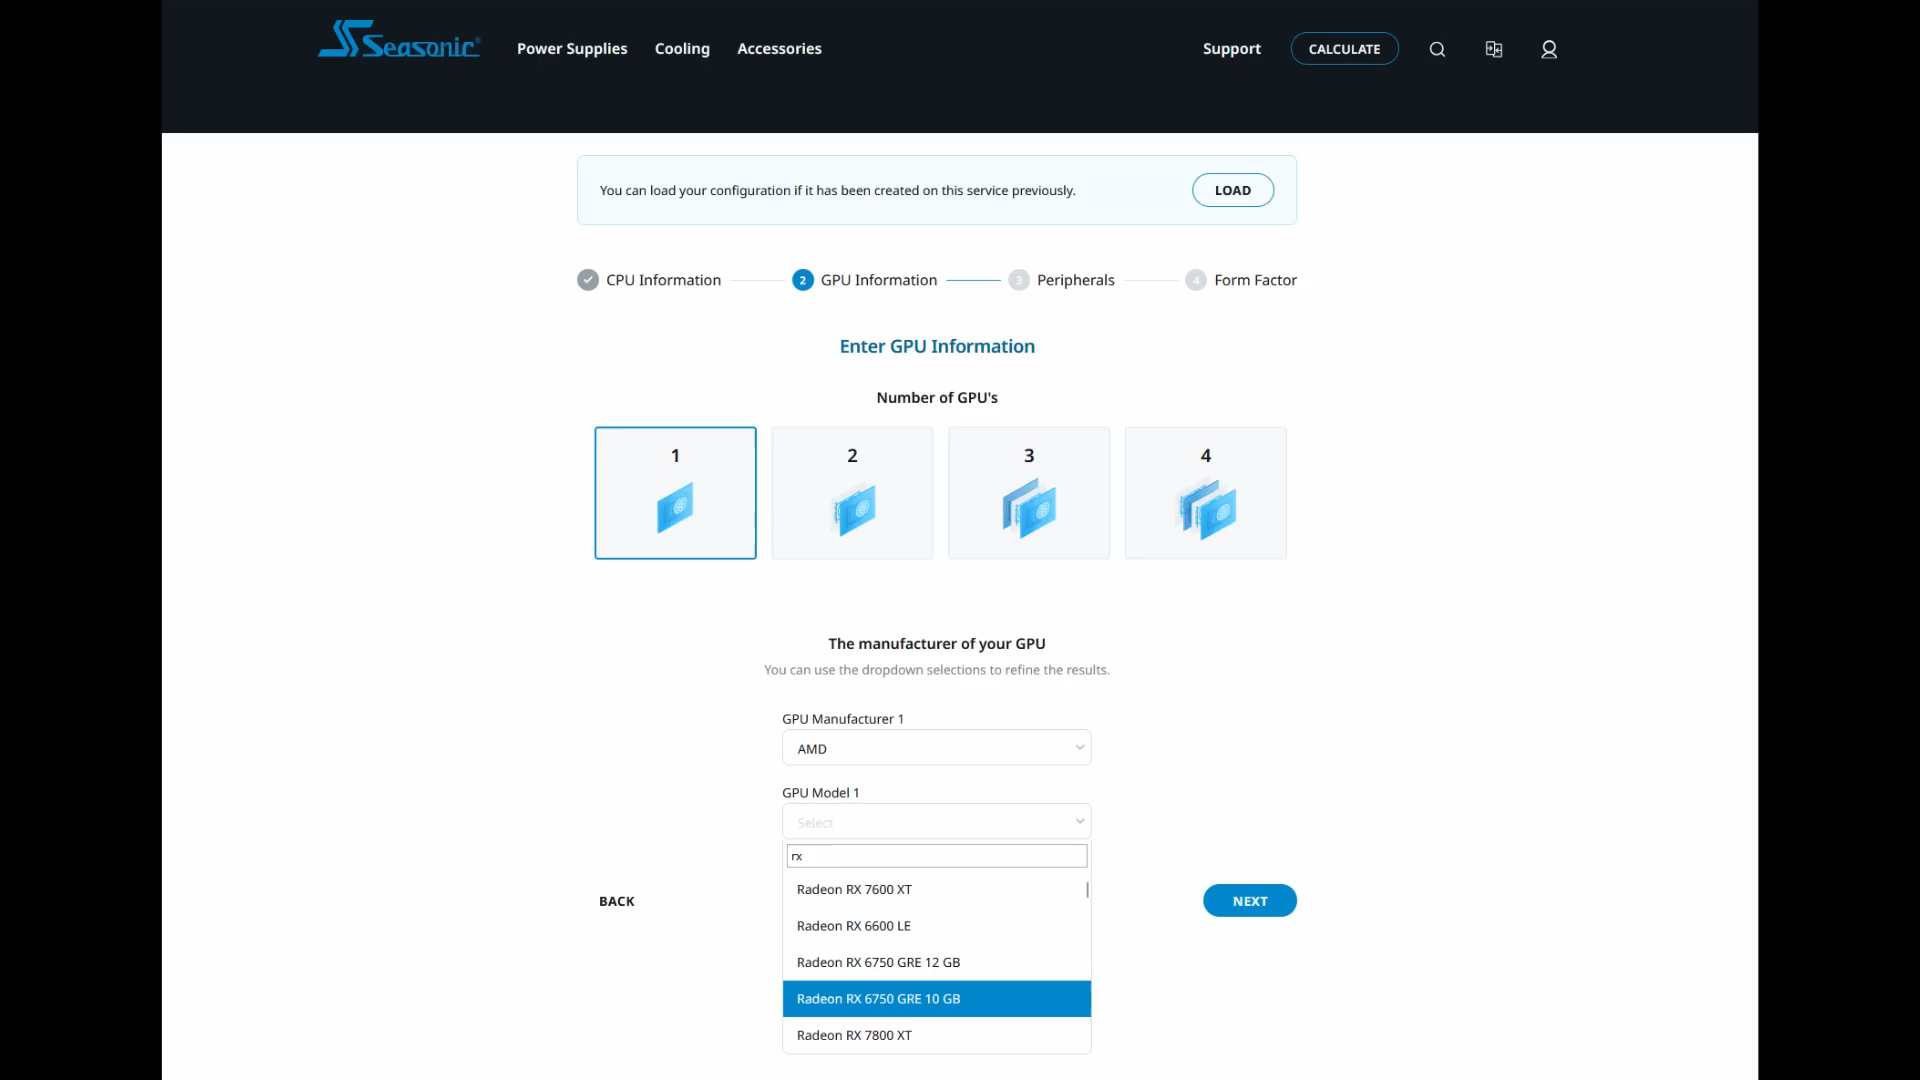 Seasonic®
Power Supplies
Cooling
Accessories
Support
CALCULATE
You can load your configuration if it has been created on this service previously.
LOAD
CPU Information
2 GPU Information
3 Peripherals
4 Form Factor
Enter GPU Information
Number of GPU's
1
2
3
4
The manufacturer of your GPU
You can use the dropdown selections to refine the results.
GPU Manufacturer 1
AMD
GPU Model 1
Select
rx
Radeon RX 7600 XT
BACK
NEXT
Radeon RX 6600 LE
Radeon RX 6750 GRE 12 GB
Radeon RX 6750 GRE 10 GB
Radeon RX 7800 XT